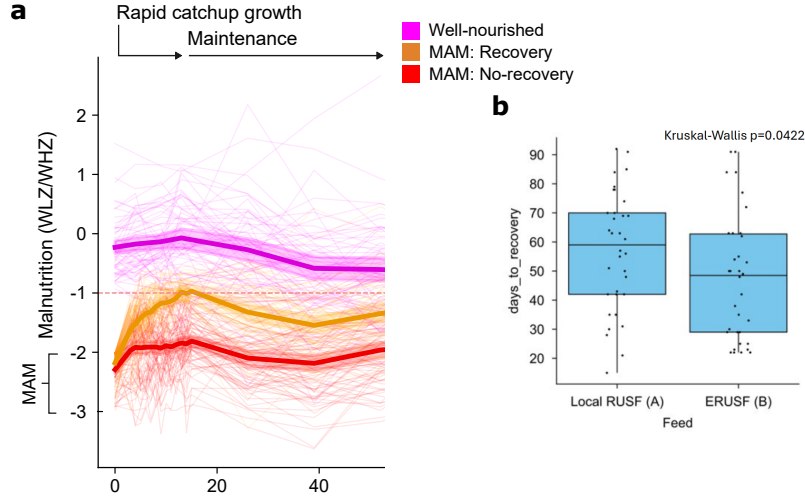 a
Rapid catchup growth
Maintenance
Well-nourished
MAM: Recovery
MAM: No-recovery
Malnutrition (WLZ/WHZ)
MAM
2
1
0
-1
-2
-3
0
20
40
b
Kruskal-Wallis p=0.0422
days_to_recovery
90
80
70
60
50
40
30
20
Local RUSF (A)
ERUSF (B)
Feed